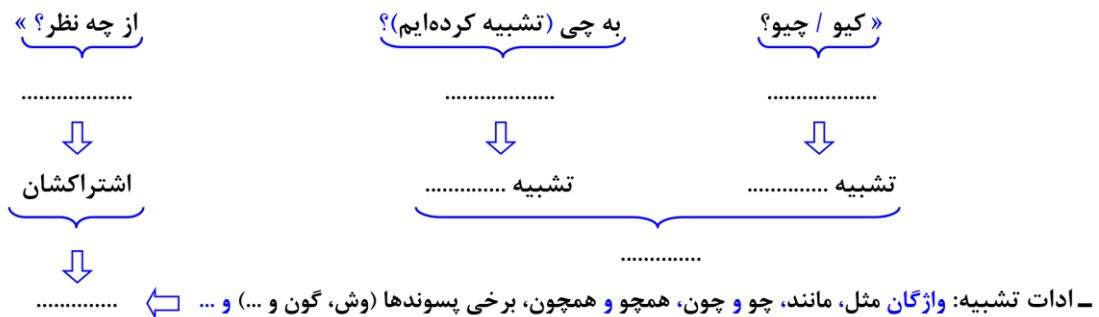 « کیو / چیو؟ به چی (تشبیه کرده‌ایم)؟ از چه نظر؟ »
................... ................... ...................
تشبیه .............. تشبیه .............. اشتراکشان
..............
ـ ادات تشبیه: واژگان مثل، مانند، چو و چون، همچو و همچون، برخی پسوندها (وش، گون و ...) و ... ..............